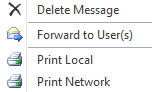 Delete Message
Forward to User(s)
Print Local
Print Network